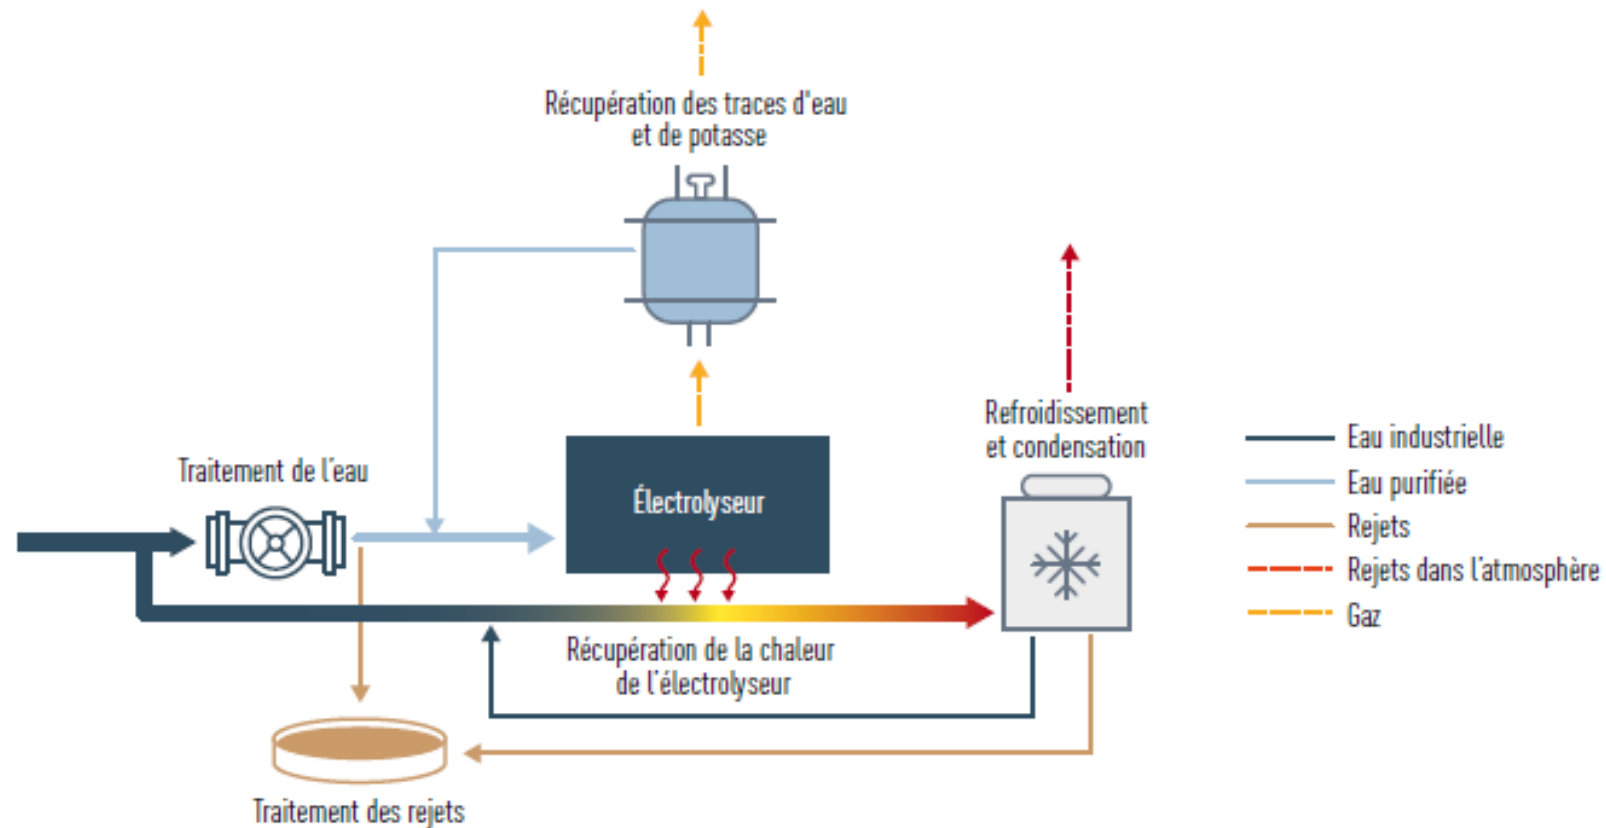 Récupération des traces d'eau
et de potasse
Refroidissement
et condensation
Traitement de l'eau
Électrolyseur
Récupération de la chaleur
de l'électrolyseur
Traitement des rejets
Eau industrielle
Eau purifiée
Rejets
Rejets dans l'atmosphère
Gaz